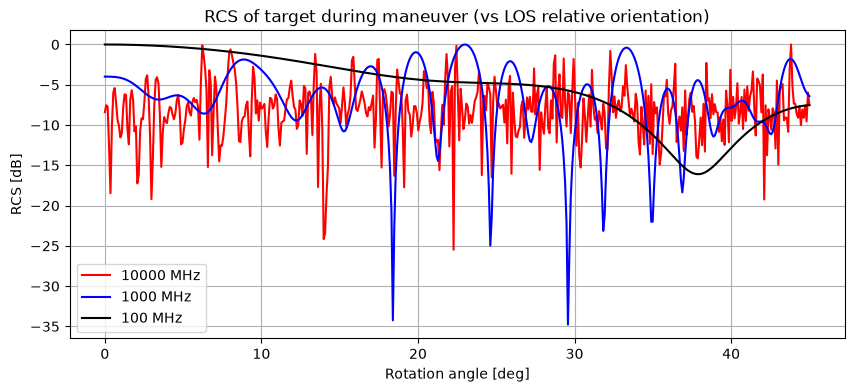 RCS of target during maneuver (vs LOS relative orientation)
RCS [dB]
0
−5
−10
−15
−20
−25
−30
−35
10000 MHz
1000 MHz
100 MHz
0 10 20 30 40
Rotation angle [deg]